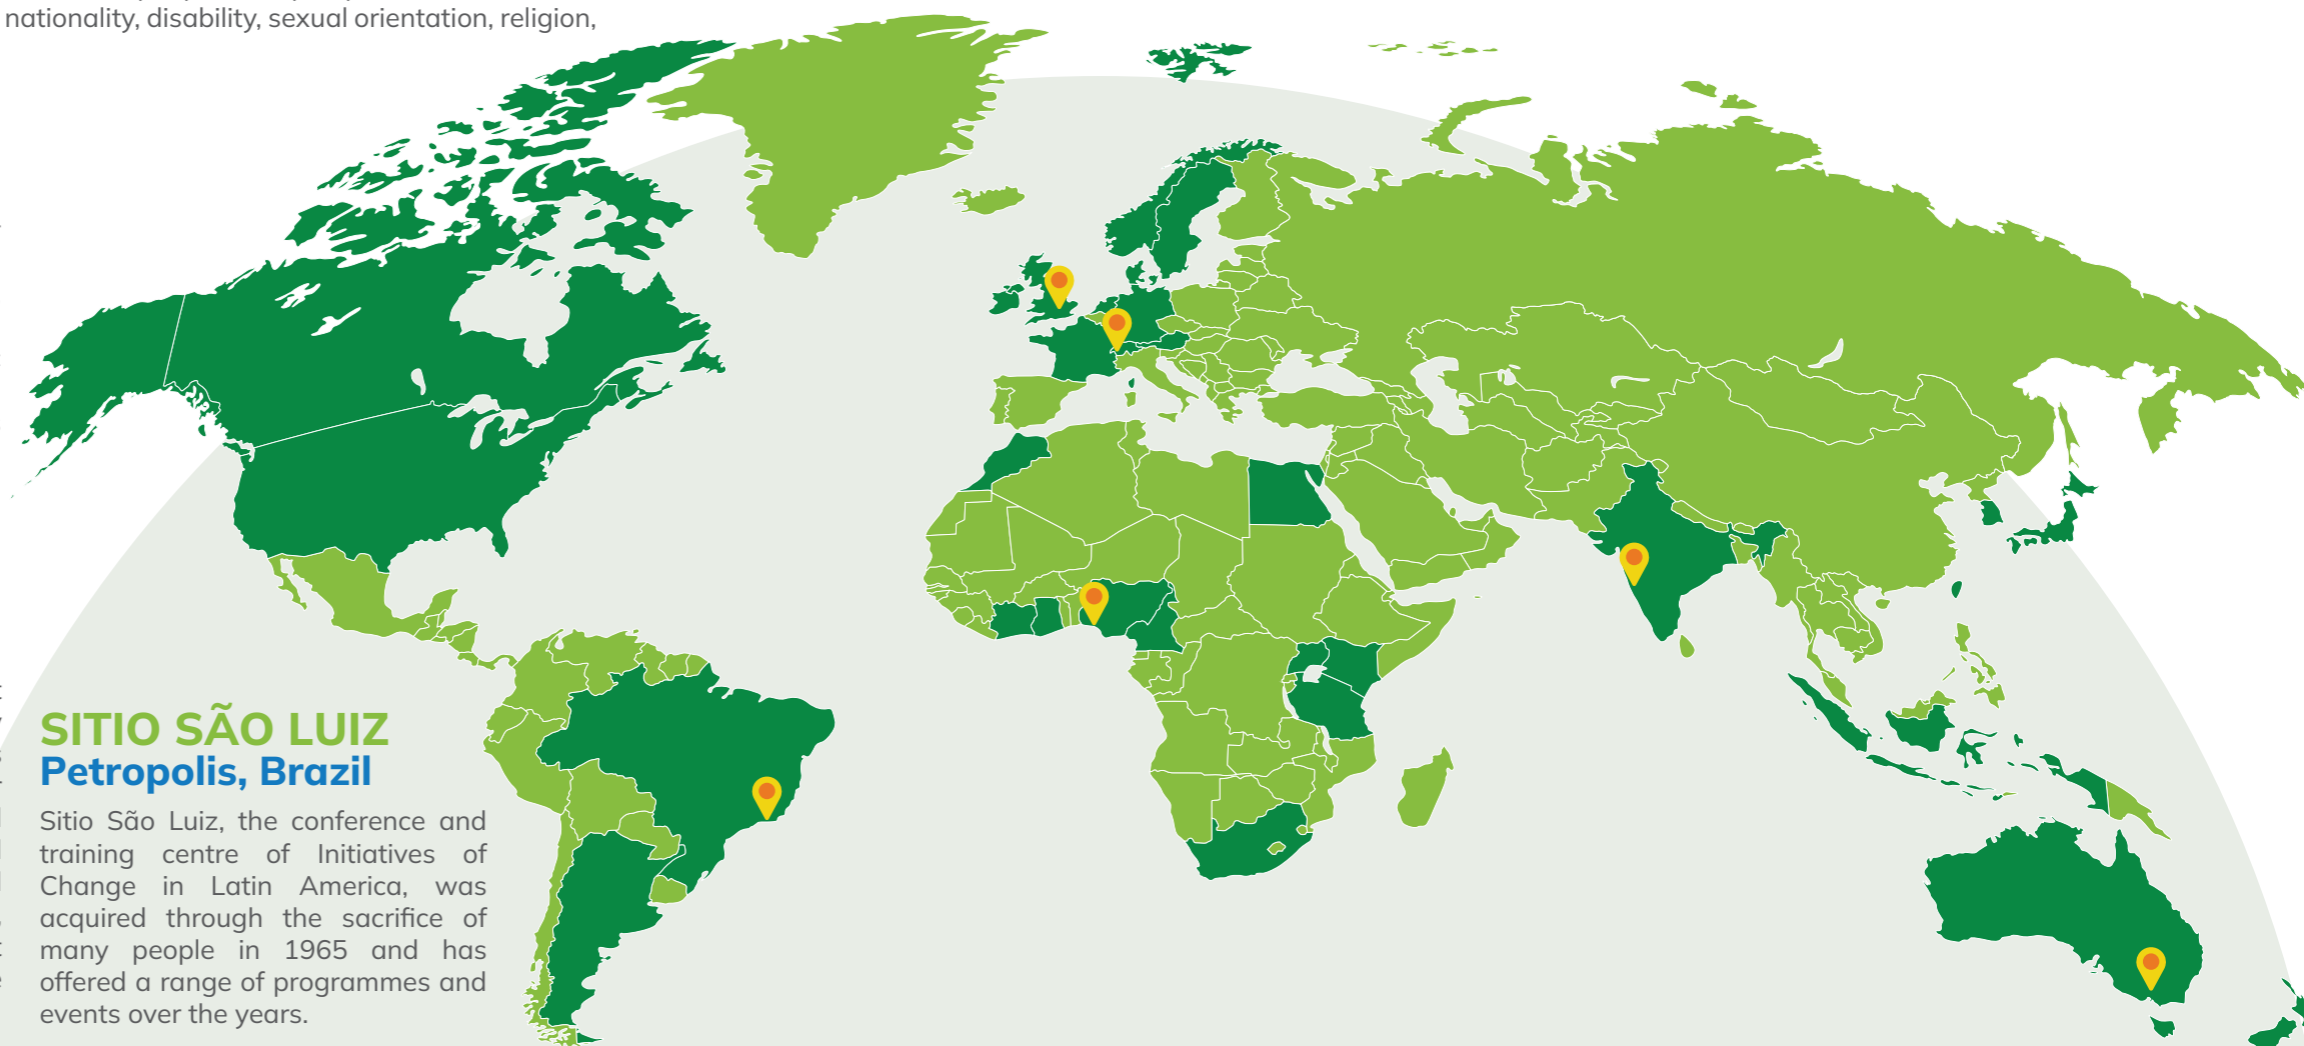 nationality, disability, sexual orientation, religion,
SITIO SÃO LUIZ
Petropolis, Brazil
Sitio São Luiz, the conference and
training centre of Initiatives of
Change in Latin America, was
acquired through the sacrifice of
many people in 1965 and has
offered a range of programmes and
events over the years.